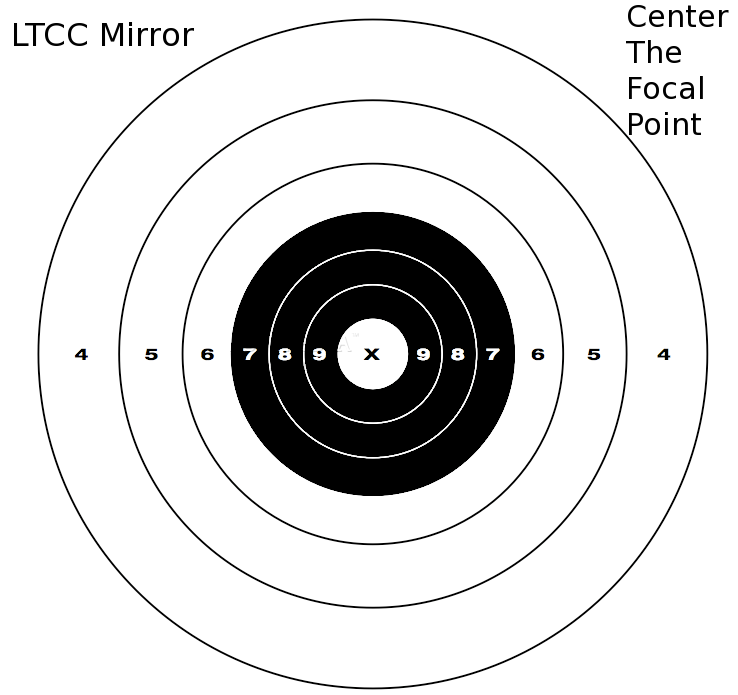 LTCC Mirror
Center
The
Focal
Point
4 5 6 7 8 9 X 9 8 7 6 5 4